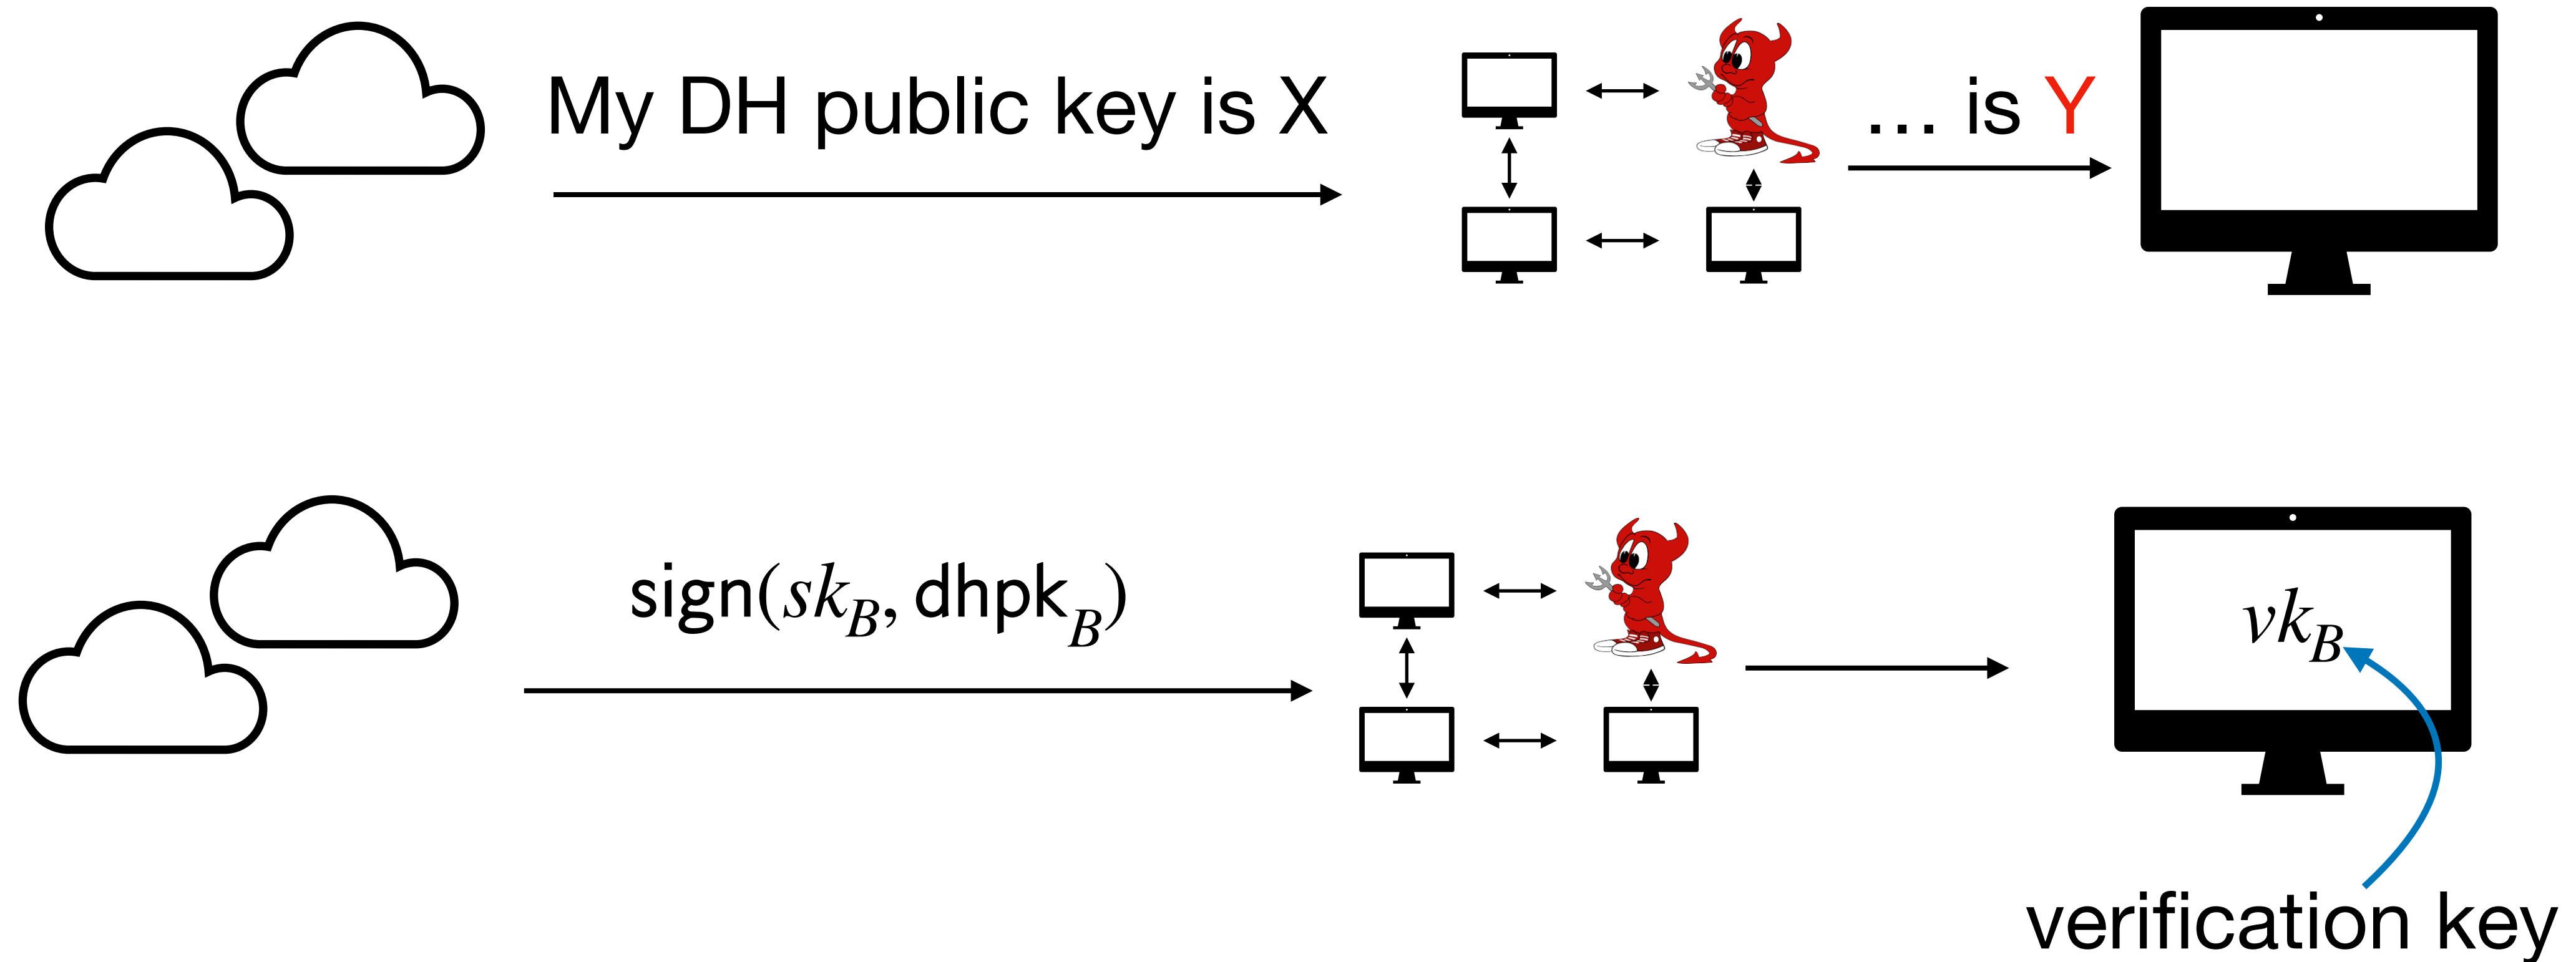 My DH public key is X
... is Y
sign(sk_B, dhpk_B)
vk_B
verification key